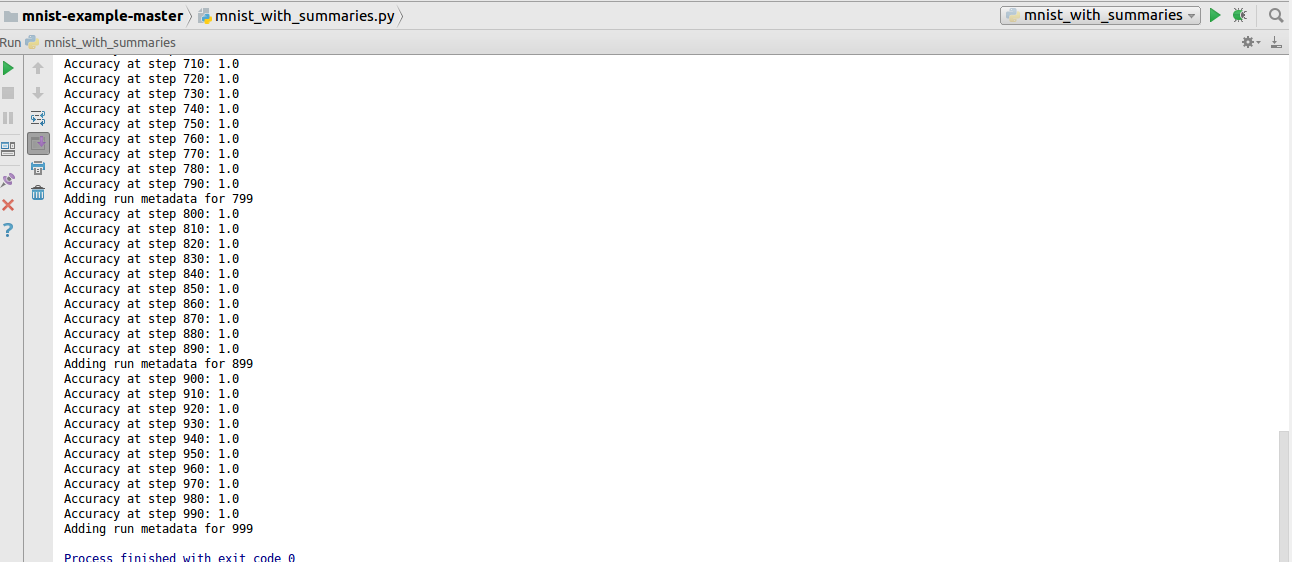 mnist-example-master mnist_with_summaries.py mnist_with_summaries
Run mnist_with_summaries
Accuracy at step 710: 1.0
Accuracy at step 720: 1.0
Accuracy at step 730: 1.0
Accuracy at step 740: 1.0
Accuracy at step 750: 1.0
Accuracy at step 760: 1.0
Accuracy at step 770: 1.0
Accuracy at step 780: 1.0
Accuracy at step 790: 1.0
Adding run metadata for 799
Accuracy at step 800: 1.0
Accuracy at step 810: 1.0
Accuracy at step 820: 1.0
Accuracy at step 830: 1.0
Accuracy at step 840: 1.0
Accuracy at step 850: 1.0
Accuracy at step 860: 1.0
Accuracy at step 870: 1.0
Accuracy at step 880: 1.0
Accuracy at step 890: 1.0
Adding run metadata for 899
Accuracy at step 900: 1.0
Accuracy at step 910: 1.0
Accuracy at step 920: 1.0
Accuracy at step 930: 1.0
Accuracy at step 940: 1.0
Accuracy at step 950: 1.0
Accuracy at step 960: 1.0
Accuracy at step 970: 1.0
Accuracy at step 980: 1.0
Accuracy at step 990: 1.0
Adding run metadata for 999
Process finished with exit code 0